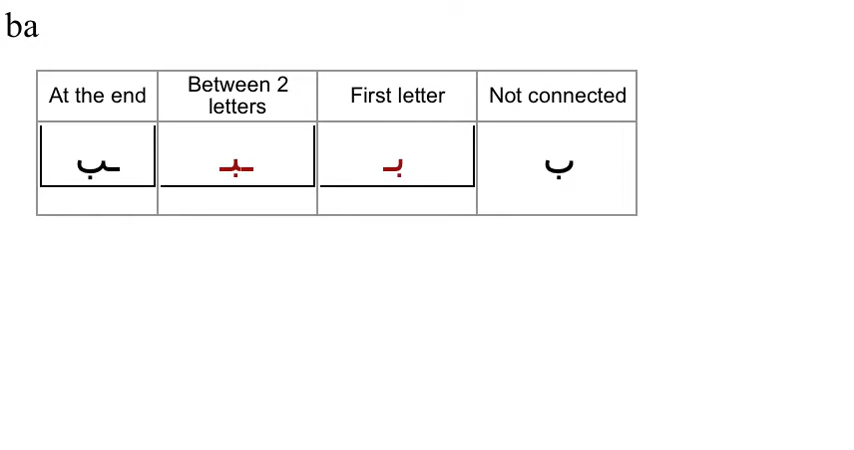 ba
At the end
Between 2
letters
First letter
Not connected
ـب
ـبـ
بـ
ب